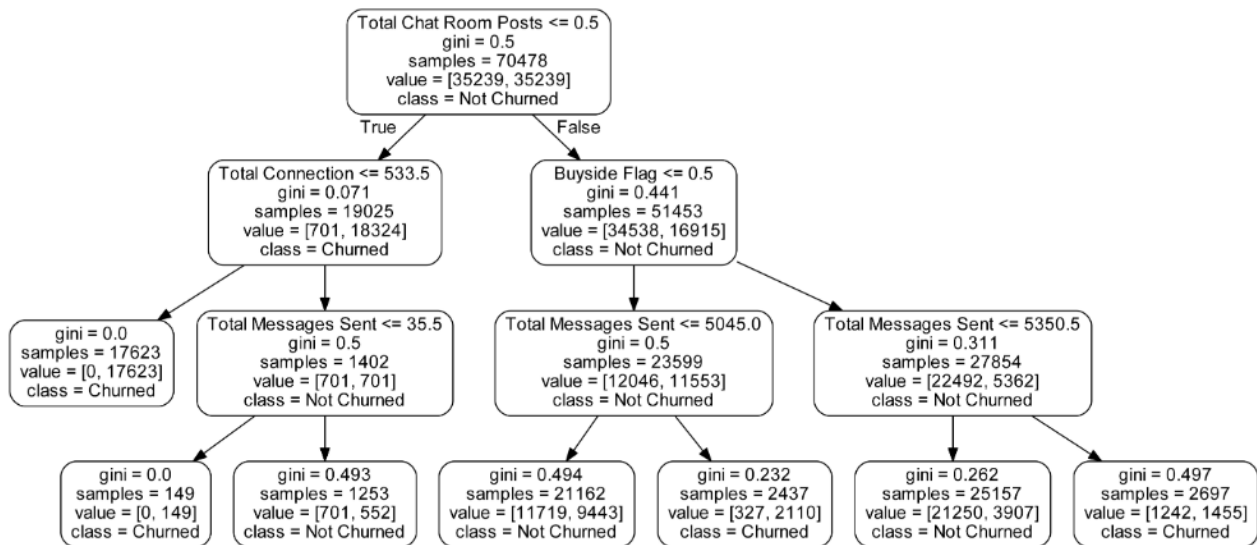 Total Chat Room Posts <= 0.5
gini = 0.5
samples = 70478
value = [35239, 35239]
class = Not Churned
True
False
Total Connection <= 533.5
gini = 0.071
samples = 19025
value = [701, 18324]
class = Churned
Buyside Flag <= 0.5
gini = 0.441
samples = 51453
value = [34538, 16915]
class = Not Churned
gini = 0.0
samples = 17623
value = [0, 17623]
class = Churned
Total Messages Sent <= 35.5
gini = 0.5
samples = 1402
value = [701, 701]
class = Not Churned
Total Messages Sent <= 5045.0
gini = 0.5
samples = 23599
value = [12046, 11553]
class = Not Churned
Total Messages Sent <= 5350.5
gini = 0.311
samples = 27854
value = [22492, 5362]
class = Not Churned
gini = 0.0
samples = 149
value = [0, 149]
class = Churned
gini = 0.493
samples = 1253
value = [701, 552]
class = Not Churned
gini = 0.494
samples = 21162
value = [11719, 9443]
class = Not Churned
gini = 0.232
samples = 2437
value = [327, 2110]
class = Churned
gini = 0.262
samples = 25157
value = [21250, 3907]
class = Not Churned
gini = 0.497
samples = 2697
value = [1242, 1455]
class = Churned